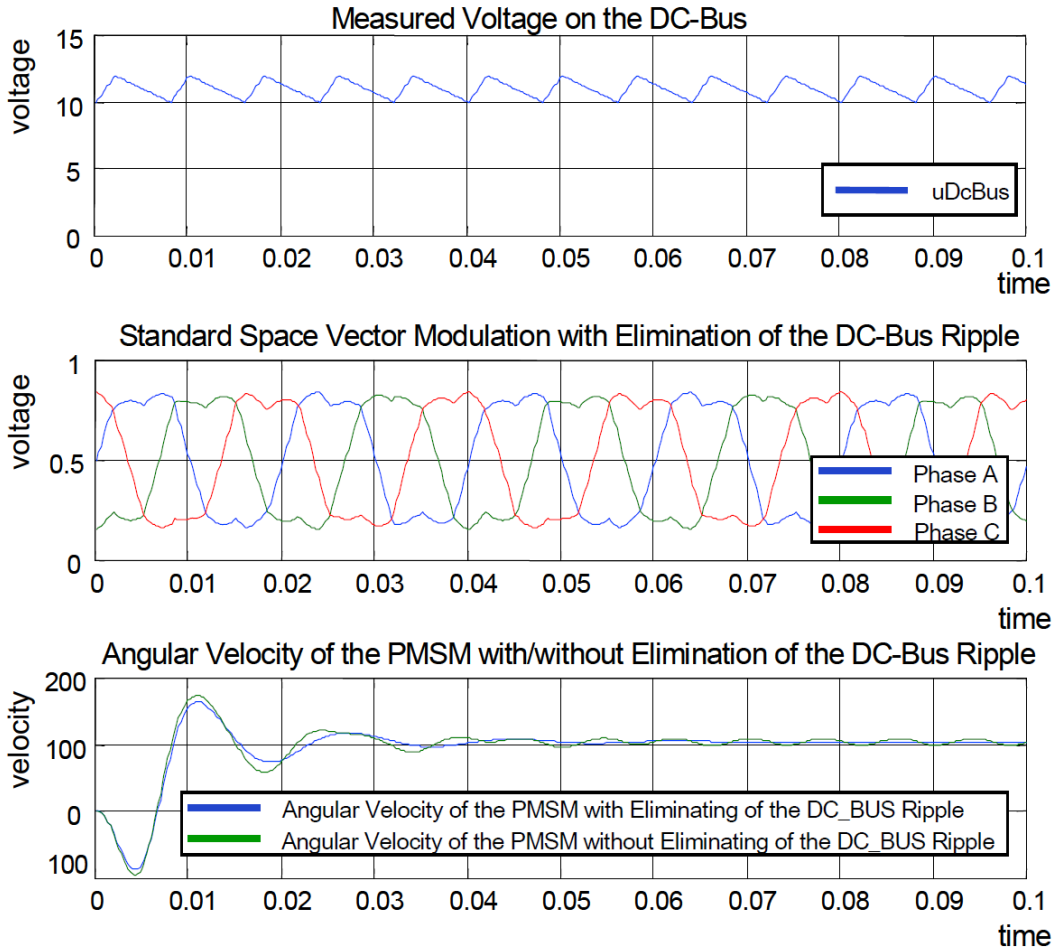 Measured Voltage on the DC-Bus
voltage
15
10
5
0
uDcBus
0 0.01 0.02 0.03 0.04 0.05 0.06 0.07 0.08 0.09 0.1
time
Standard Space Vector Modulation with Elimination of the DC-Bus Ripple
voltage
1
0.5
0
Phase A
Phase B
Phase C
0 0.01 0.02 0.03 0.04 0.05 0.06 0.07 0.08 0.09 0.1
time
Angular Velocity of the PMSM with/without Elimination of the DC-Bus Ripple
velocity
200
100
0
100
Angular Velocity of the PMSM with Eliminating of the DC_BUS Ripple
Angular Velocity of the PMSM without Eliminating of the DC_BUS Ripple
0 0.01 0.02 0.03 0.04 0.05 0.06 0.07 0.08 0.09 0.1
time